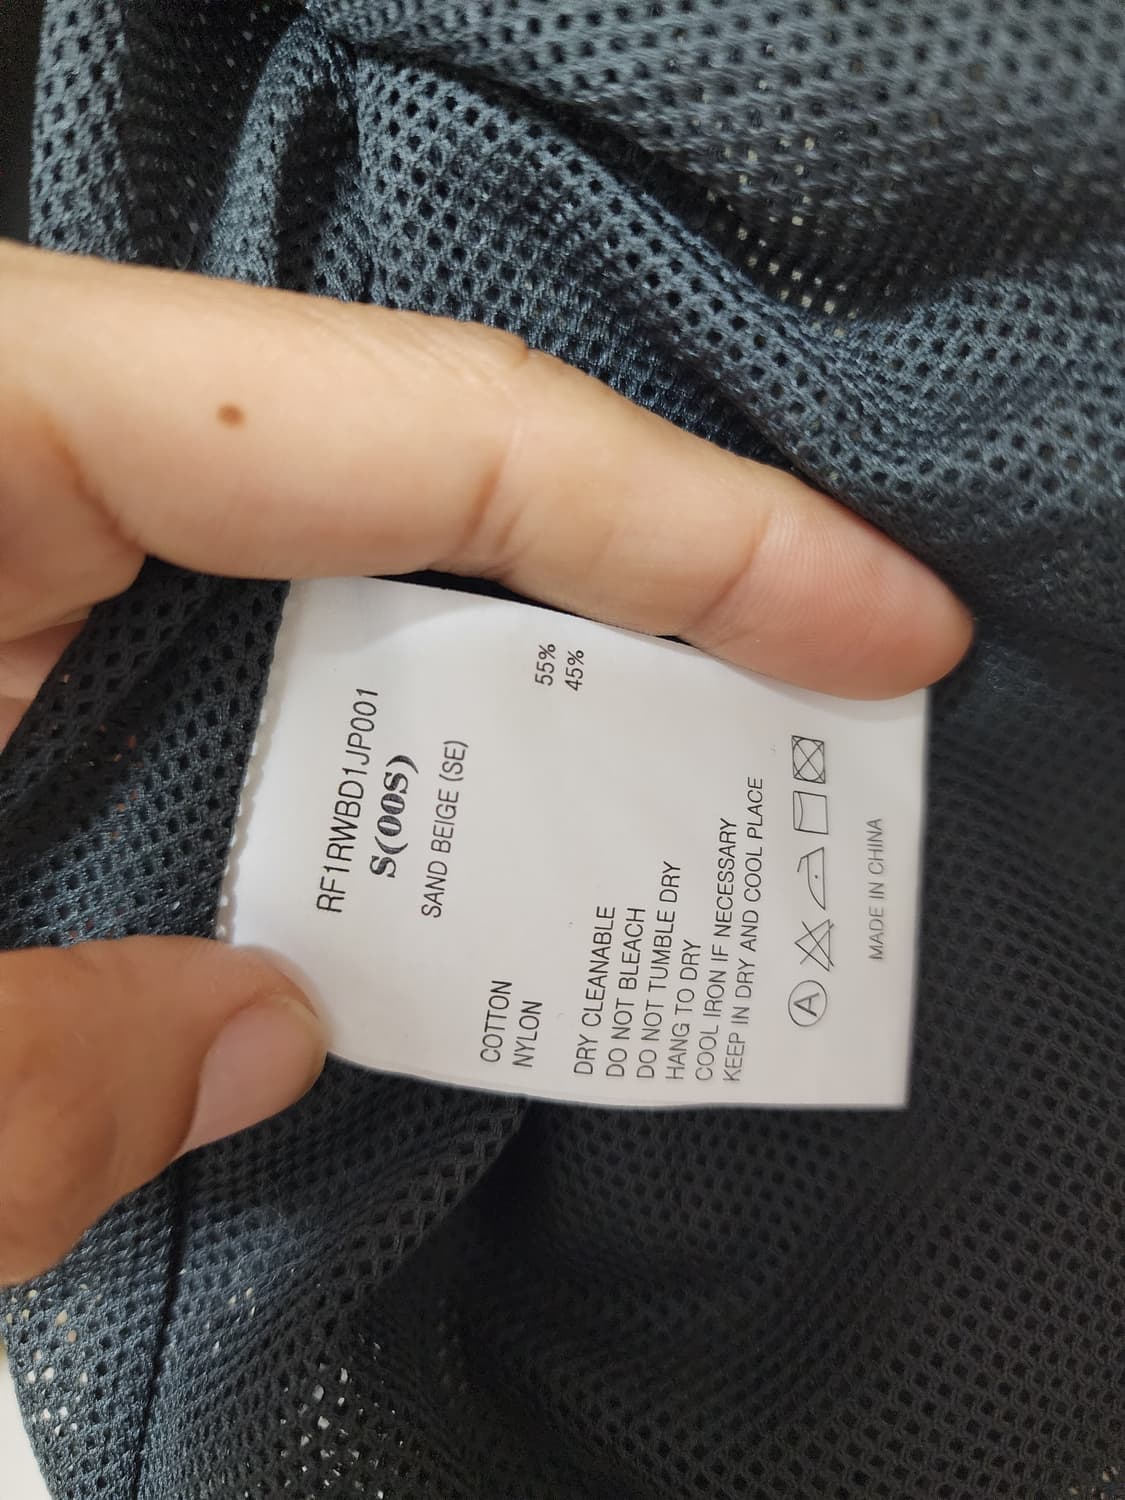 RF1RWBD1JP001
S(00S)
SAND BEIGE (SE)
COTTON 55%
NYLON 45%
DRY CLEANABLE
DO NOT BLEACH
DO NOT TUMBLE DRY
HANG TO DRY
COOL IRON IF NECESSARY
KEEP IN DRY AND COOL PLACE
A
MADE IN CHINA